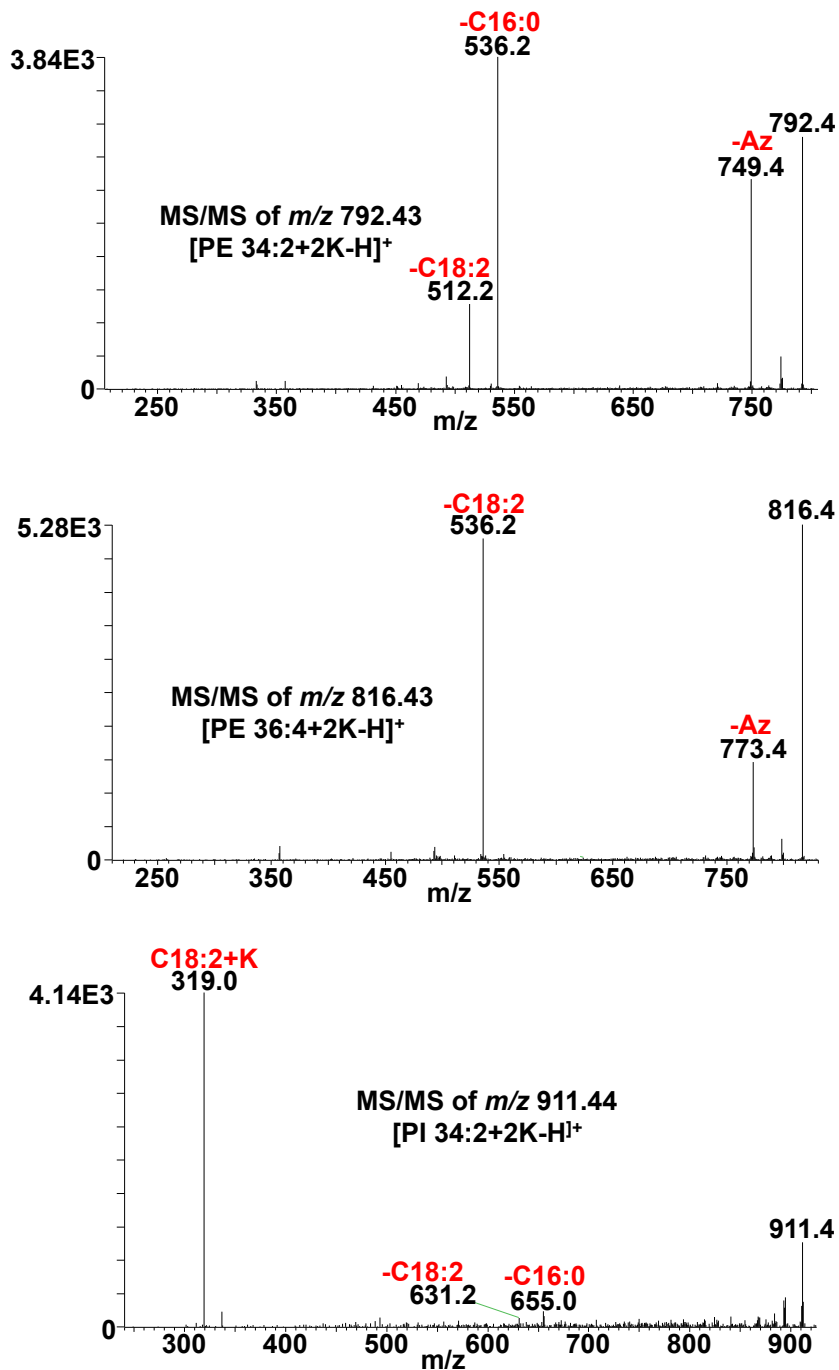 -C16:0
536.2
3.84E3
792.4
-Az
749.4
MS/MS of m/z 792.43
[PE 34:2+2K-H]+
-C18:2
512.2
0
250 350 450 550 650 750
m/z
-C18:2
536.2
816.4
5.28E3
MS/MS of m/z 816.43
[PE 36:4+2K-H]+
-Az
773.4
0
250 350 450 550 650 750
m/z
C18:2+K
319.0
4.14E3
MS/MS of m/z 911.44
[PI 34:2+2K-H]+
911.4
-C18:2
631.2
-C16:0
655.0
0
300 400 500 600 700 800 900
m/z